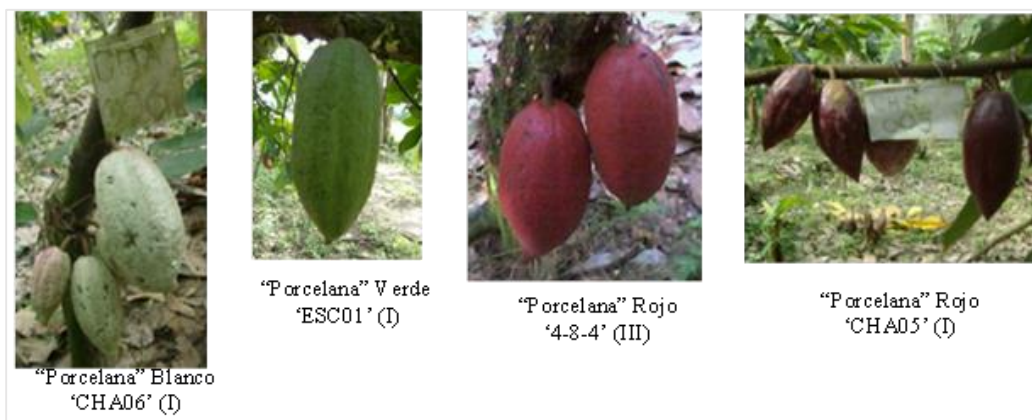 “Porcelana” Blanco
‘CHA06’ (I)
“Porcelana” Verde
‘ESC01’ (I)
“Porcelana” Rojo
‘4-8-4’ (III)
“Porcelana” Rojo
‘CHA05’ (I)